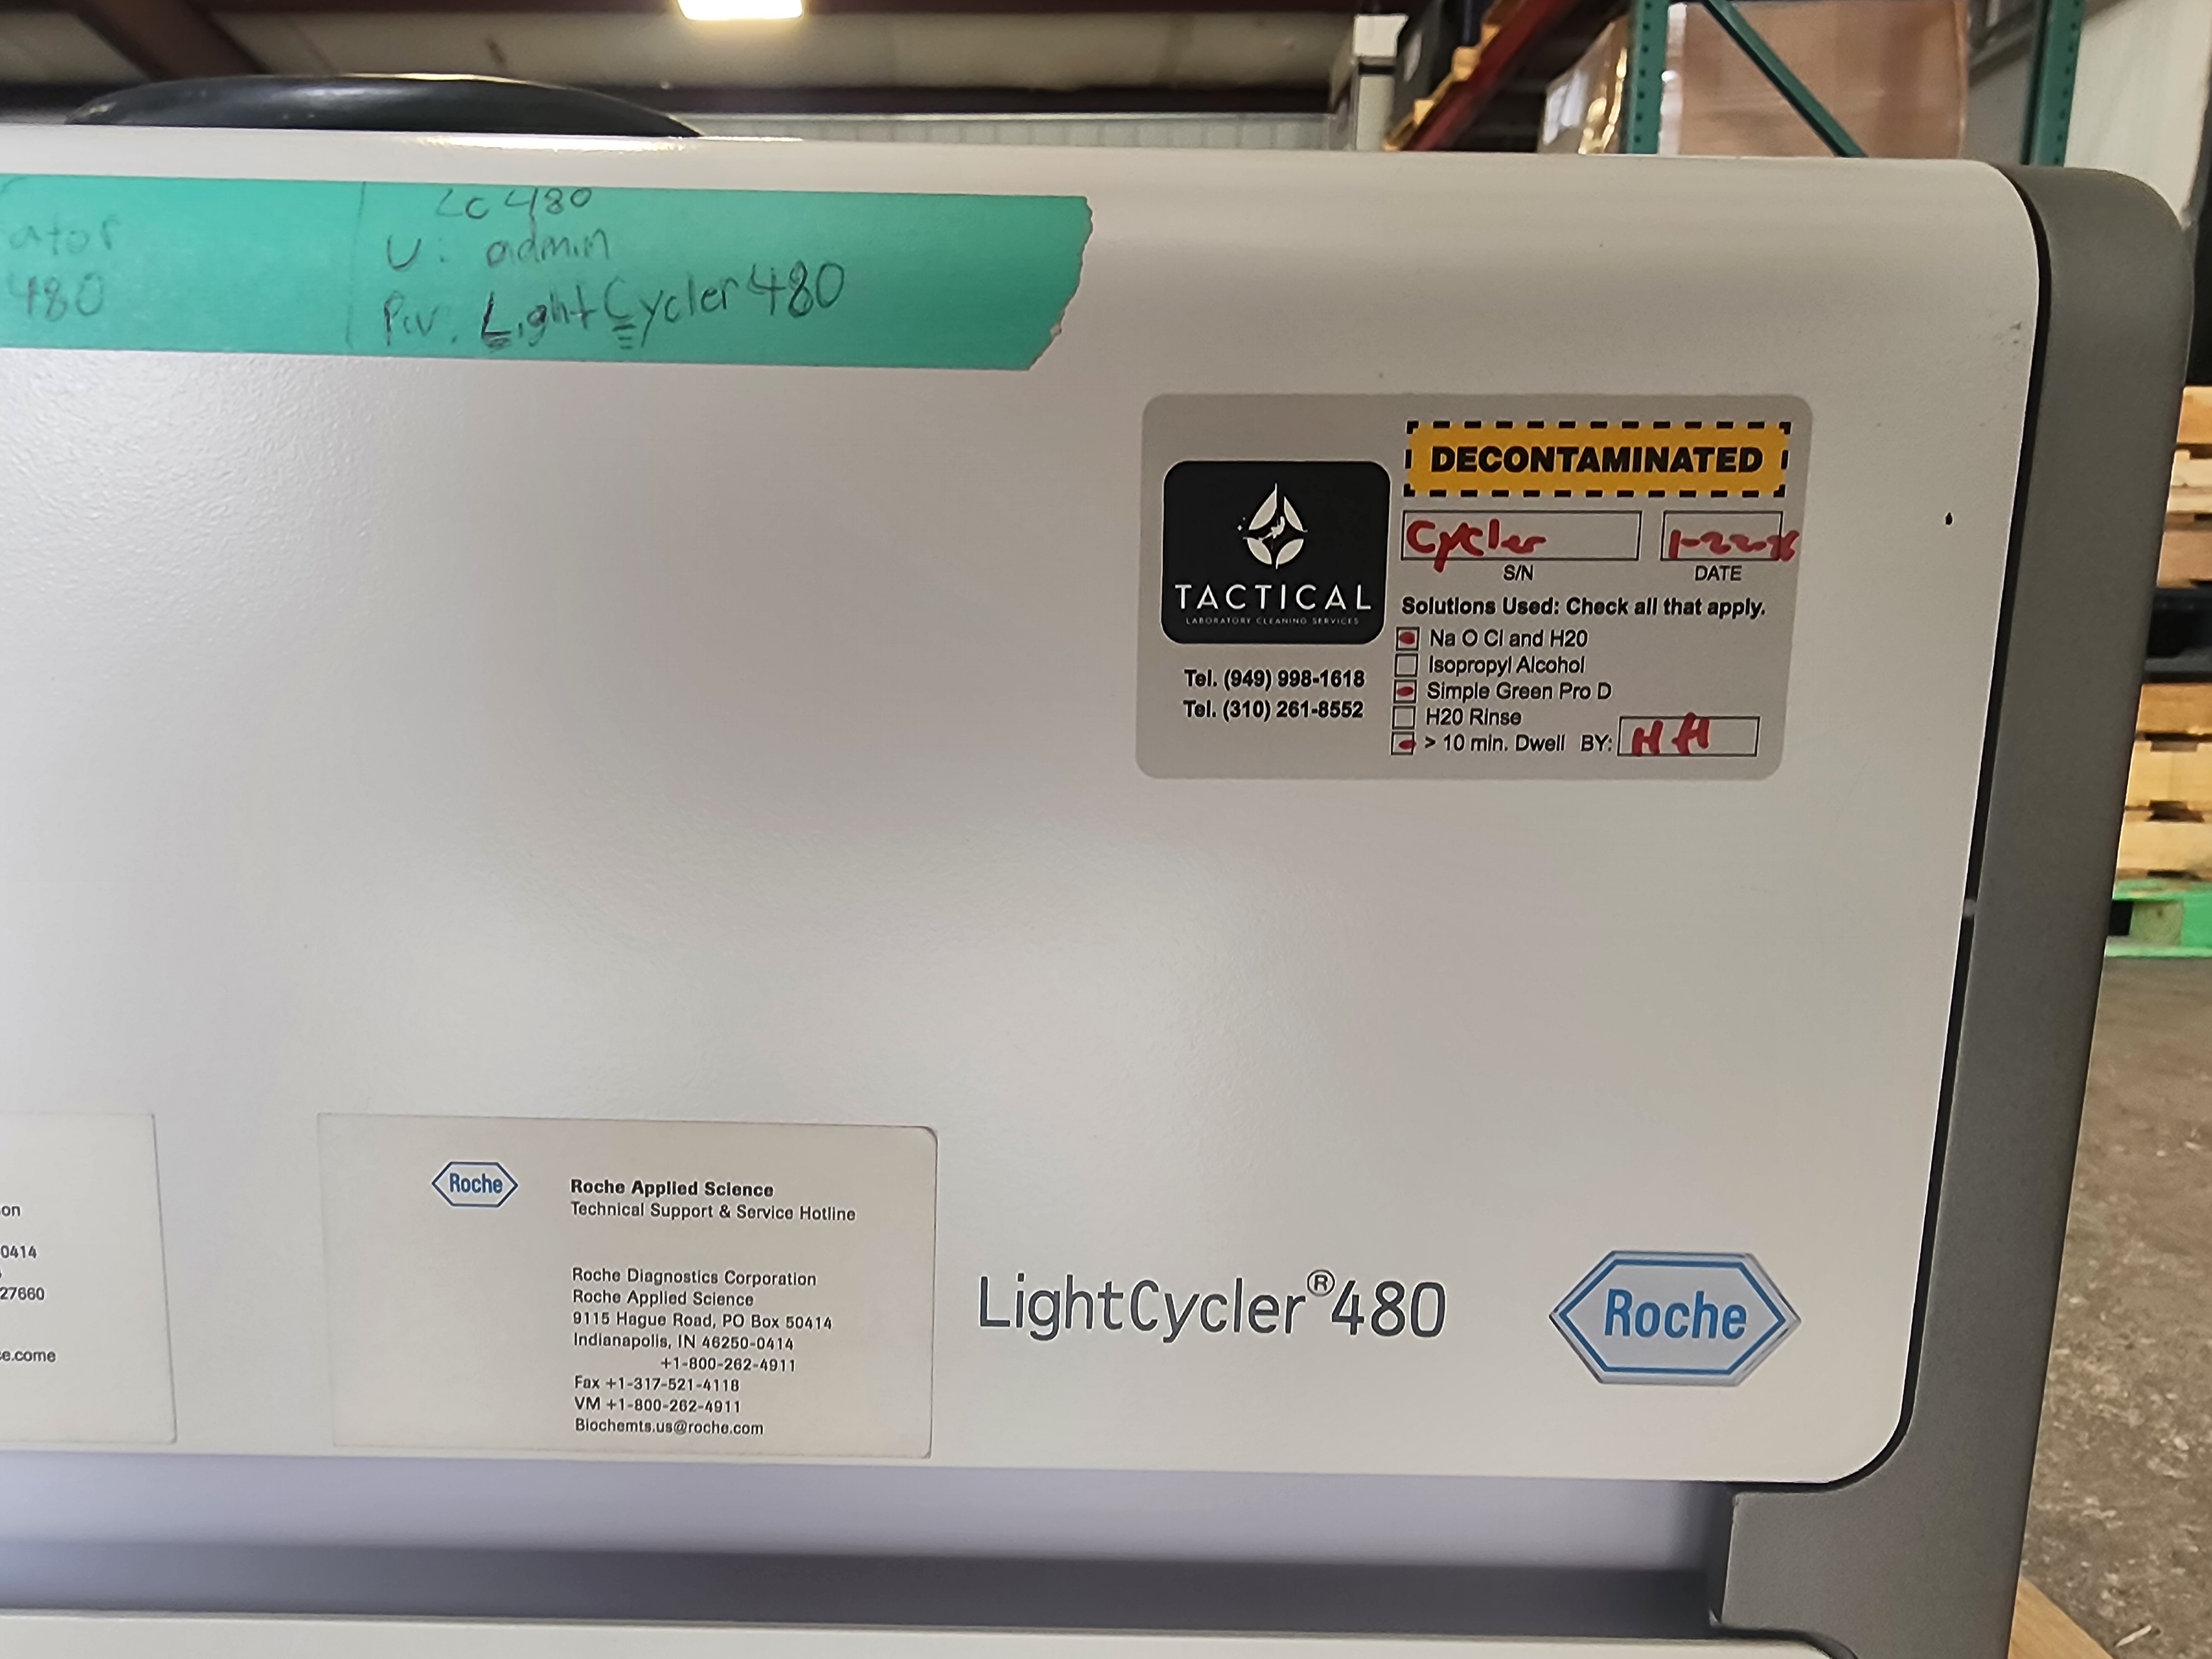 ator
480
LC 480
U: admin
PW. LightCycler480
DECONTAMINATED
Cycler
S/N
DATE
TACTICAL
LABORATORY CLEANING SERVICES
Tel. (949) 998-1618
Tel. (310) 261-8552
Solutions Used: Check all that apply.
Na O Cl and H20
Isopropyl Alcohol
Simple Green Pro D
H20 Rinse
> 10 min. Dwell BY: HH
on
0414
27660
e.come
Roche
Roche Applied Science
Technical Support & Service Hotline
Roche Diagnostics Corporation
Roche Applied Science
9115 Hague Road, PO Box 50414
Indianapolis, IN 46250-0414
+1-800-262-4911
Fax +1-317-521-4118
VM +1-800-262-4911
Biochemts.us@roche.com
LightCycler®480
Roche